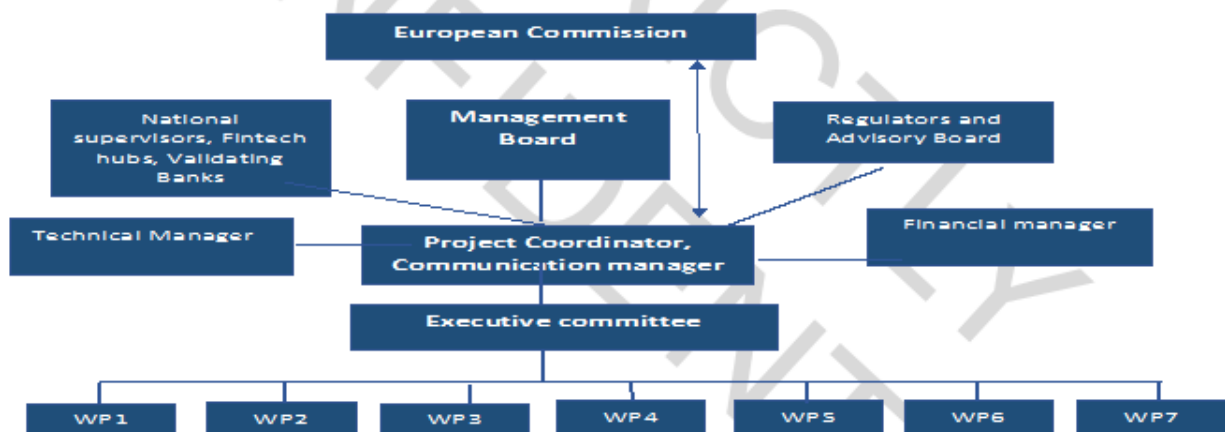 European Commission
National
supervisors, Fintech
hubs, Validating
Banks
Management
Board
Regulators and
Advisory Board
Technical Manager
Project Coordinator,
Communication manager
Financial manager
Executive committee
WP1
WP2
WP3
WP4
WP5
WP6
WP7